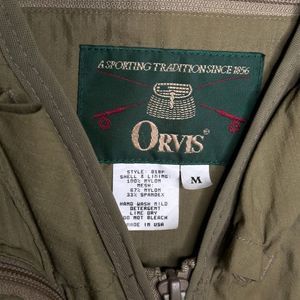 A SPORTING TRADITION SINCE 1856
ORVIS®
STYLE: 018F
SHELL & LINING:
100% NYLON
MESH:
67% NYLON
33% SPANDEX
HAND WASH MILD
DETERGENT
LINE DRY
DO NOT BLEACH
MADE IN USA
M